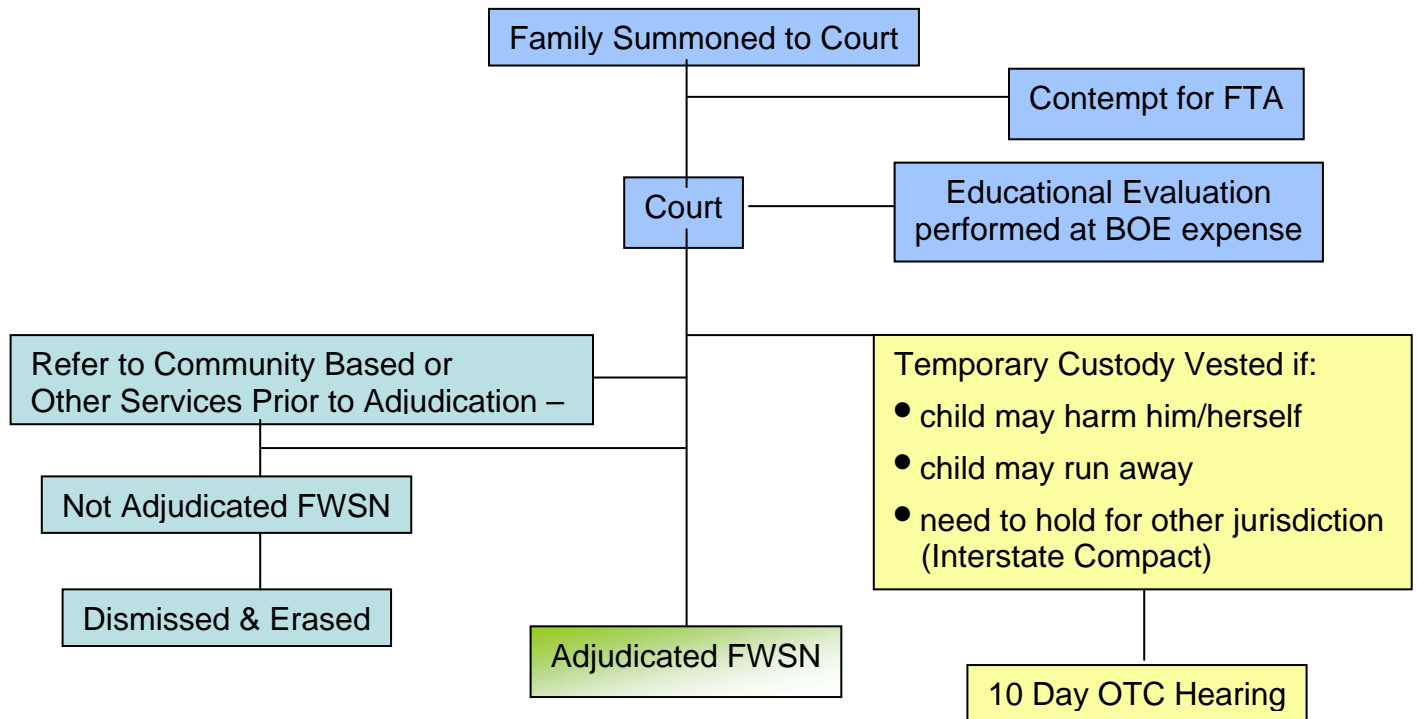 Family Summoned to Court
Contempt for FTA
Court
Educational Evaluation
performed at BOE expense
Refer to Community Based or
Other Services Prior to Adjudication –
Temporary Custody Vested if:
• child may harm him/herself
• child may run away
• need to hold for other jurisdiction
(Interstate Compact)
Not Adjudicated FWSN
Dismissed & Erased
Adjudicated FWSN
10 Day OTC Hearing